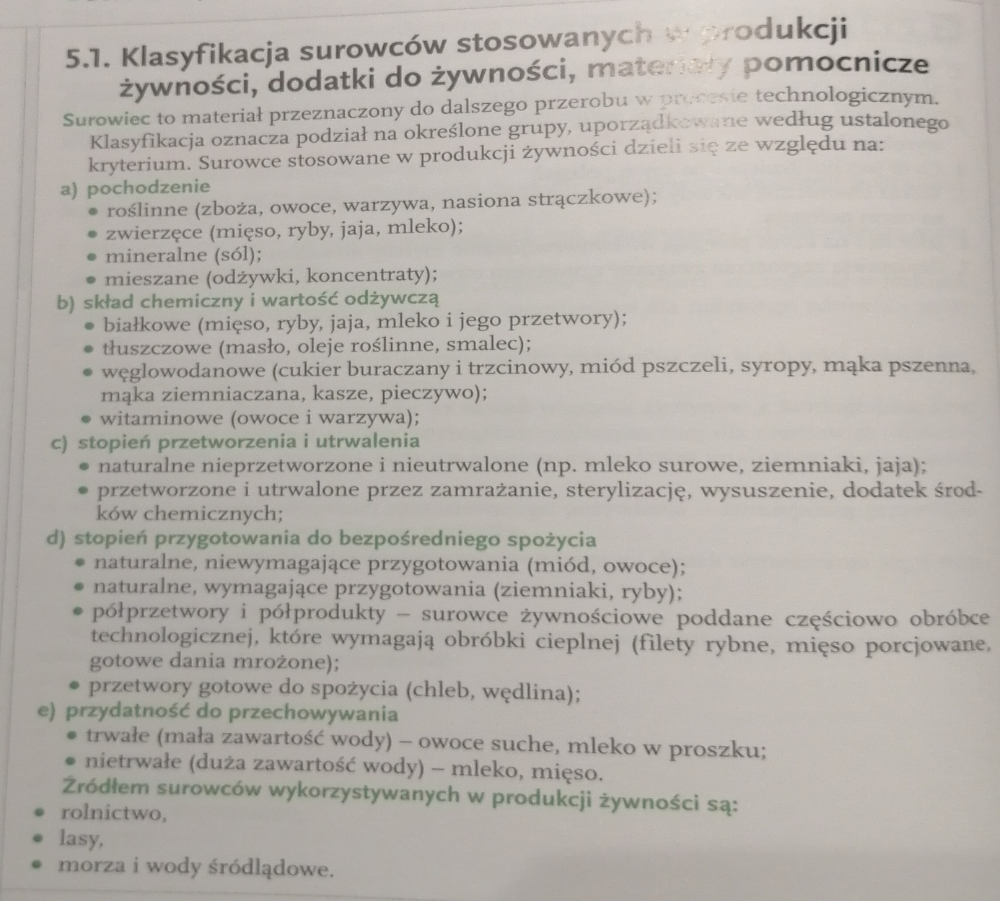 5.1. Klasyfikacja surowców stosowanych w produkcji
żywności, dodatki do żywności, materiały pomocnicze
Surowiec to materiał przeznaczony do dalszego przerobu w procesie technologicznym.
Klasyfikacja oznacza podział na określone grupy, uporządkowane według ustalonego
kryterium. Surowce stosowane w produkcji żywności dzieli się ze względu na:
a) pochodzenie
• roślinne (zboża, owoce, warzywa, nasiona strączkowe);
• zwierzęce (mięso, ryby, jaja, mleko);
• mineralne (sól);
• mieszane (odżywki, koncentraty);
b) skład chemiczny i wartość odżywczą
• białkowe (mięso, ryby, jaja, mleko i jego przetwory);
• tłuszczowe (masło, oleje roślinne, smalec);
• węglowodanowe (cukier buraczany i trzcinowy, miód pszczeli, syropy, mąka pszenna,
mąka ziemniaczana, kasze, pieczywo);
• witaminowe (owoce i warzywa);
c) stopień przetworzenia i utrwalenia
• naturalne nieprzetworzone i nieutrwalone (np. mleko surowe, ziemniaki, jaja);
• przetworzone i utrwalone przez zamrażanie, sterylizację, wysuszenie, dodatek środ-
ków chemicznych;
d) stopień przygotowania do bezpośredniego spożycia
• naturalne, niewymagające przygotowania (miód, owoce);
• naturalne, wymagające przygotowania (ziemniaki, ryby);
• półprzetwory i półprodukty – surowce żywnościowe poddane częściowo obróbce
technologicznej, które wymagają obróbki cieplnej (filety rybne, mięso porcjowane,
gotowe dania mrożone);
• przetwory gotowe do spożycia (chleb, wędlina);
e) przydatność do przechowywania
• trwałe (mała zawartość wody) – owoce suche, mleko w proszku;
• nietrwałe (duża zawartość wody) – mleko, mięso.
Źródłem surowców wykorzystywanych w produkcji żywności są:
• rolnictwo,
• lasy,
• morza i wody śródlądowe.